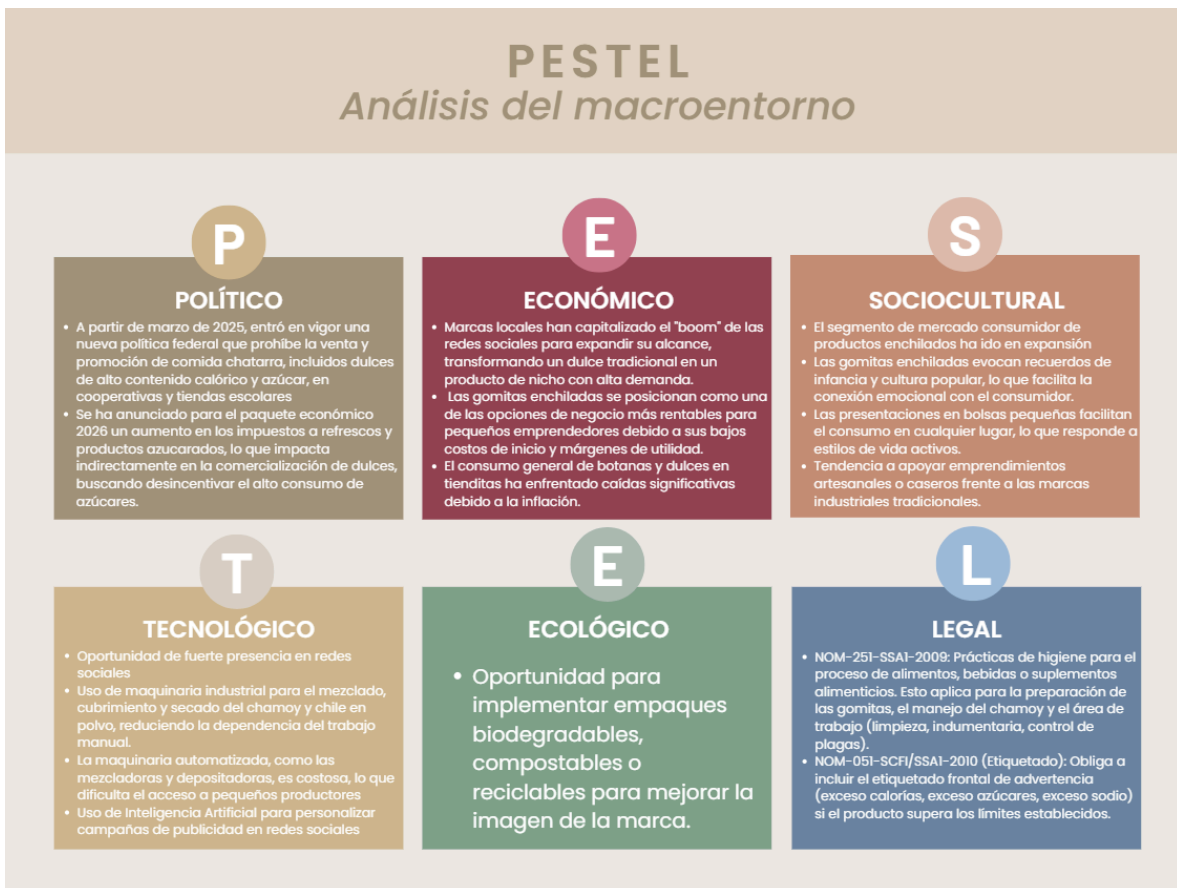 PESTEL
Análisis del macroentorno
P
POLÍTICO
• A partir de marzo de 2025, entró en vigor una
nueva política federal que prohíbe la venta y
promoción de comida chatarra, incluidos dulces
de alto contenido calórico y azúcar, en
cooperativas y tiendas escolares
• Se ha anunciado para el paquete económico
2026 un aumento en los impuestos a refrescos y
productos azucarados, lo que impacta
indirectamente en la comercialización de dulces,
buscando desincentivar el alto consumo de
azúcares.
E
ECONÓMICO
• Marcas locales han capitalizado el "boom" de las
redes sociales para expandir su alcance,
transformando un dulce tradicional en un
producto de nicho con alta demanda.
• Las gomitas enchiladas se posicionan como una
de las opciones de negocio más rentables para
pequeños emprendedores debido a sus bajos
costos de inicio y márgenes de utilidad.
• El consumo general de botanas y dulces en
tienditas ha enfrentado caídas significativas
debido a la inflación.
S
SOCIOCULTURAL
• El segmento de mercado consumidor de
productos enchilados ha ido en expansión
• Las gomitas enchiladas evocan recuerdos de
infancia y cultura popular, lo que facilita la
conexión emocional con el consumidor.
• Las presentaciones en bolsas pequeñas facilitan
el consumo en cualquier lugar, lo que responde a
estilos de vida activos.
• Tendencia a apoyar emprendimientos
artesanales o caseros frente a las marcas
industriales tradicionales.
T
TECNOLÓGICO
• Oportunidad de fuerte presencia en redes
sociales
• Uso de maquinaria industrial para el mezclado,
cubrimiento y secado del chamoy y chile en
polvo, reduciendo la dependencia del trabajo
manual.
• La maquinaria automatizada, como las
mezcladoras y depositadoras, es costosa, lo que
dificulta el acceso a pequeños productores
• Uso de Inteligencia Artificial para personalizar
campañas de publicidad en redes sociales
E
ECOLÓGICO
• Oportunidad para
implementar empaques
biodegradables,
compostables o
reciclables para mejorar la
imagen de la marca.
L
LEGAL
• NOM-251-SSA1-2009: Prácticas de higiene para el
proceso de alimentos, bebidas o suplementos
alimenticios. Esto aplica para la preparación de
las gomitas, el manejo del chamoy y el área de
trabajo (limpieza, indumentaria, control de
plagas).
• NOM-051-SCFI/SSA1-2010 (Etiquetado): Obliga a
incluir el etiquetado frontal de advertencia
(exceso calorías, exceso azúcares, exceso sodio)
si el producto supera los límites establecidos.